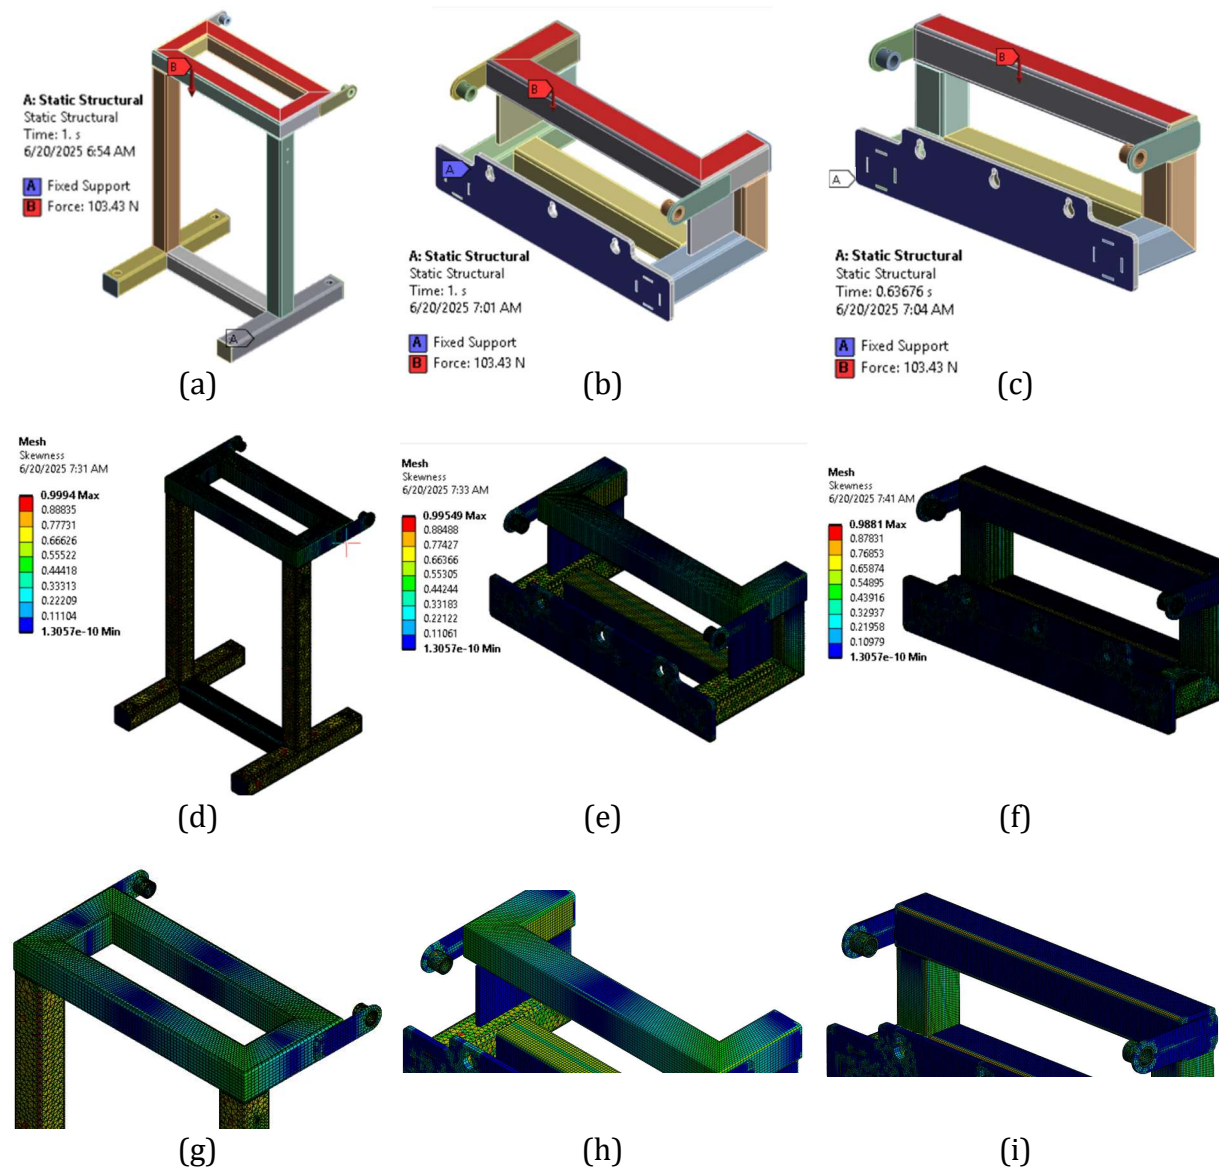 A: Static Structural
Static Structural
Time: 1. s
6/20/2025 6:54 AM
A Fixed Support
B Force: 103.43 N
B
A
(a)
A: Static Structural
Static Structural
Time: 1. s
6/20/2025 7:01 AM
A Fixed Support
B Force: 103.43 N
B
A
(b)
A: Static Structural
Static Structural
Time: 0.63676 s
6/20/2025 7:04 AM
A Fixed Support
B Force: 103.43 N
B
A
(c)
Mesh
Skewness
6/20/2025 7:31 AM
0.9994 Max
0.88835
0.77731
0.66626
0.55522
0.44418
0.33313
0.22209
0.11104
1.3057e-10 Min
(d)
Mesh
Skewness
6/20/2025 7:33 AM
0.99549 Max
0.88488
0.77427
0.66366
0.55305
0.44244
0.33183
0.22122
0.11061
1.3057e-10 Min
(e)
Mesh
Skewness
6/20/2025 7:41 AM
0.9881 Max
0.87831
0.76853
0.65874
0.54895
0.43916
0.32937
0.21958
0.10979
1.3057e-10 Min
(f)
(g)
(h)
(i)